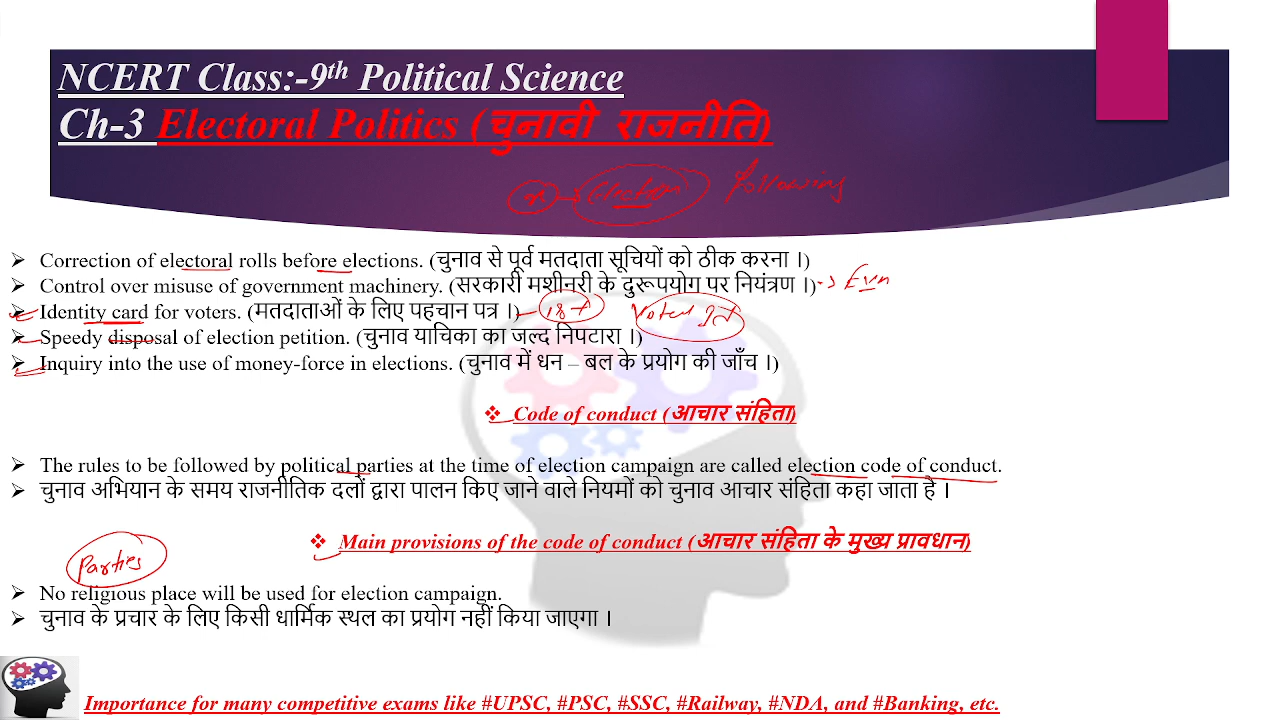 NCERT Class:-9th Political Science
Ch-3 Electoral Politics (चुनावी राजनीति)
Election following
➢ Correction of electoral rolls before elections. (चुनाव से पूर्व मतदाता सूचियों को ठीक करना ।)
➢ Control over misuse of government machinery. (सरकारी मशीनरी के दुरूपयोग पर नियंत्रण ।)
➢ Identity card for voters. (मतदाताओं के लिए पहचान पत्र ।) 18+
➢ Speedy disposal of election petition. (चुनाव याचिका का जल्द निपटारा ।)
➢ Inquiry into the use of money-force in elections. (चुनाव में धन – बल के प्रयोग की जाँच ।)
❖ Code of conduct (आचार संहिता)
➢ The rules to be followed by political parties at the time of election campaign are called election code of conduct.
➢ चुनाव अभियान के समय राजनीतिक दलों द्वारा पालन किए जाने वाले नियमों को चुनाव आचार संहिता कहा जाता है ।
❖ Main provisions of the code of conduct (आचार संहिता के मुख्य प्रावधान)
Parties
➢ No religious place will be used for election campaign.
➢ चुनाव के प्रचार के लिए किसी धार्मिक स्थल का प्रयोग नहीं किया जाएगा ।
Importance for many competitive exams like #UPSC, #PSC, #SSC, #Railway, #NDA, and #Banking, etc.